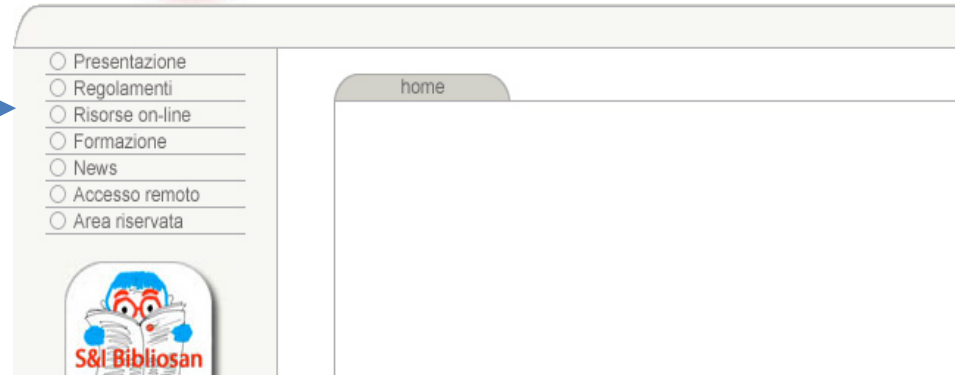 Presentazione
Regolamenti
Risorse on-line
Formazione
News
Accesso remoto
Area riservata
home
S&I Bibliosan